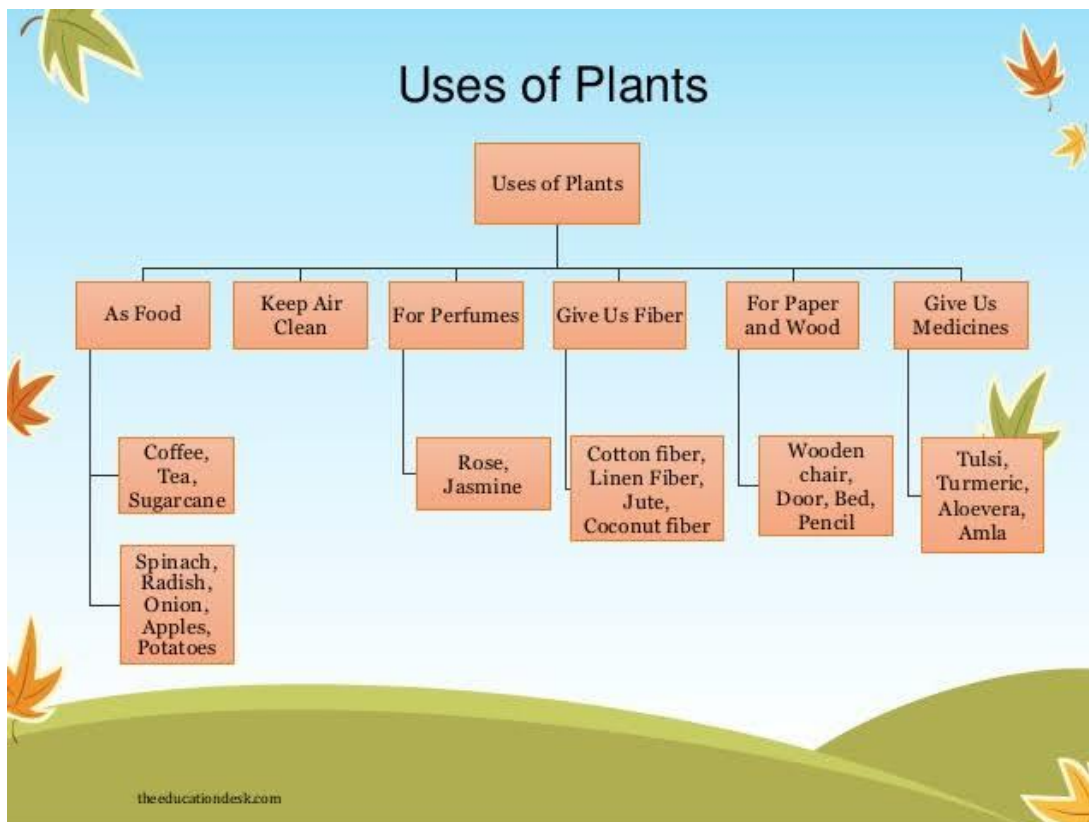 Uses of Plants
Uses of Plants
As Food
Keep Air
Clean
For Perfumes
Give Us Fiber
For Paper
and Wood
Give Us
Medicines
Coffee,
Tea,
Sugarcane
Spinach,
Radish,
Onion,
Apples,
Potatoes
Rose,
Jasmine
Cotton fiber,
Linen Fiber,
Jute,
Coconut fiber
Wooden
chair,
Door, Bed,
Pencil
Tulsi,
Turmeric,
Aloevera,
Amla
theeducationdesk.com